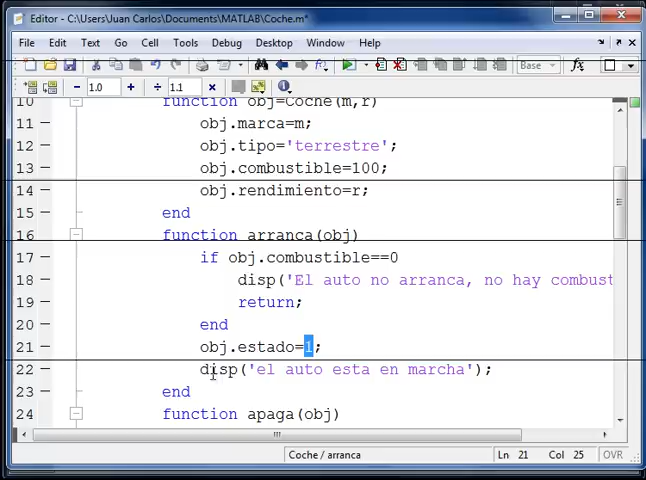 Editor - C:\Users\Juan Carlos\Documents\MATLAB\Coche.m*
File Edit Text Go Cell Tools Debug Desktop Window Help
Base fx
− 1.0 + ÷ 1.1 ×
10 function obj=Coche(m,r)
11 obj.marca=m;
12 obj.tipo='terrestre';
13 obj.combustible=100;
14 obj.rendimiento=r;
15 end
16 function arranca(obj)
17 if obj.combustible==0
18 disp('El auto no arranca, no hay combust
19 return;
20 end
21 obj.estado=1;
22 disp('el auto esta en marcha');
23 end
24 function apaga(obj)
Coche / arranca Ln 21 Col 25 OVR